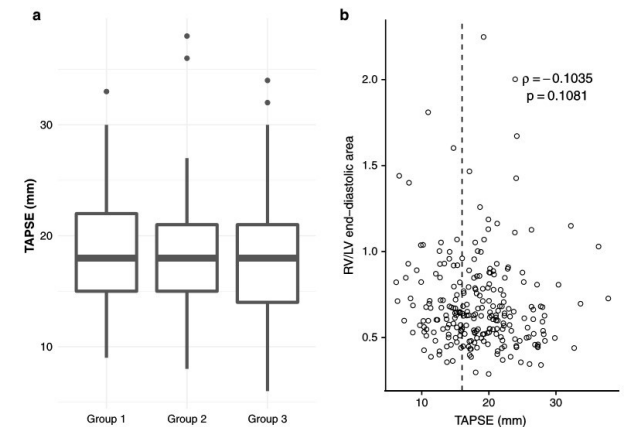 a
TAPSE (mm)
30
20
10
Group 1 Group 2 Group 3
b
RV/LV end−diastolic area
2.0
1.5
1.0
0.5
ρ = −0.1035
p = 0.1081
10 20 30
TAPSE (mm)